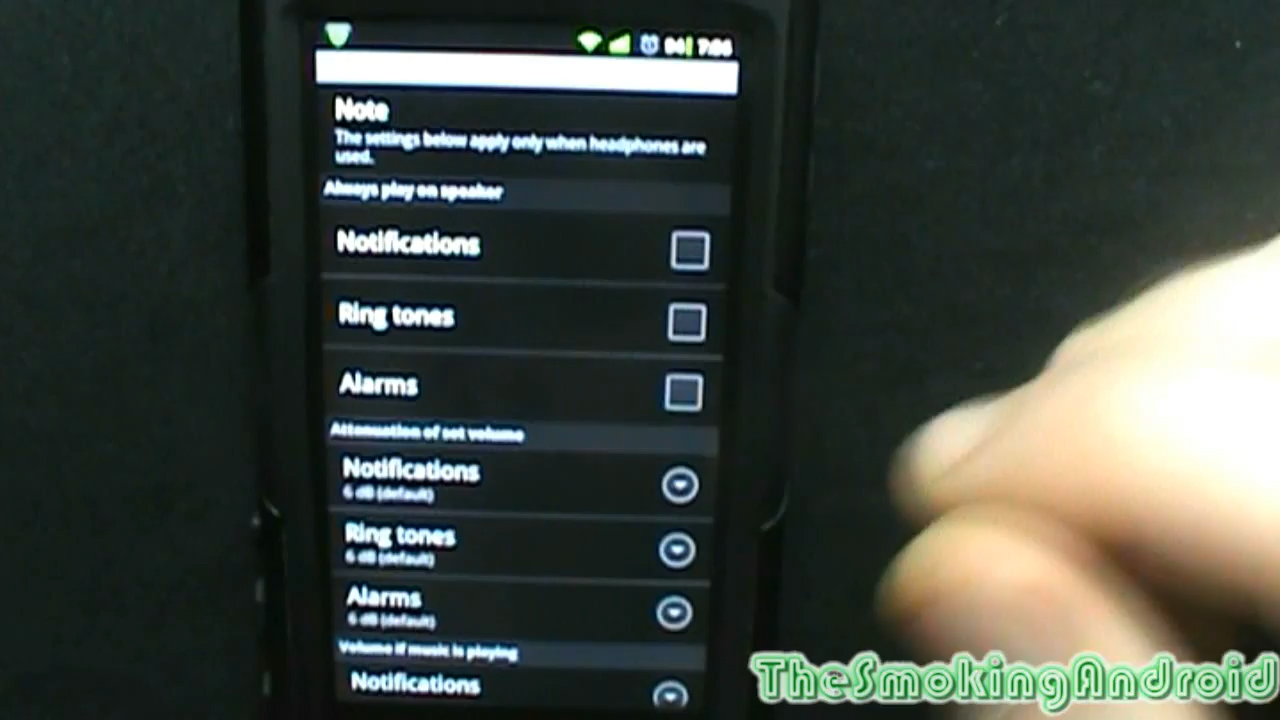 7:56
Note
The settings below apply only when headphones are
used.
Always play on speaker
Notifications
Ring tones
Alarms
Attenuation of set volume
Notifications
6 dB (default)
Ring tones
6 dB (default)
Alarms
6 dB (default)
Volume if music is playing
Notifications
TheSmokingAndroid